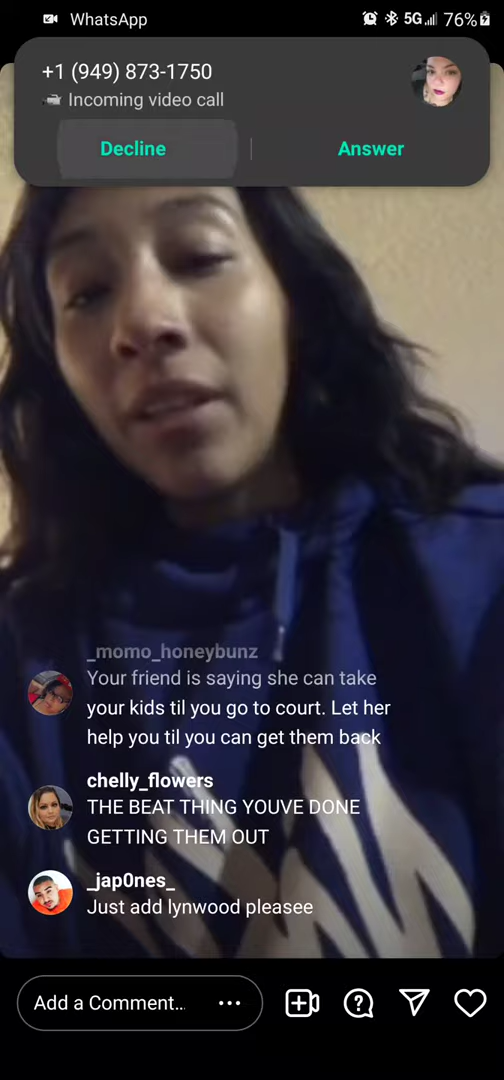 WhatsApp
5G 76%
+1 (949) 873-1750
Incoming video call
Decline
Answer
_momo_honeybunz
Your friend is saying she can take
your kids til you go to court. Let her
help you til you can get them back
chelly_flowers
THE BEAT THING YOUVE DONE
GETTING THEM OUT
_jap0nes_
Just add lynwood pleasee
Add a Comment...